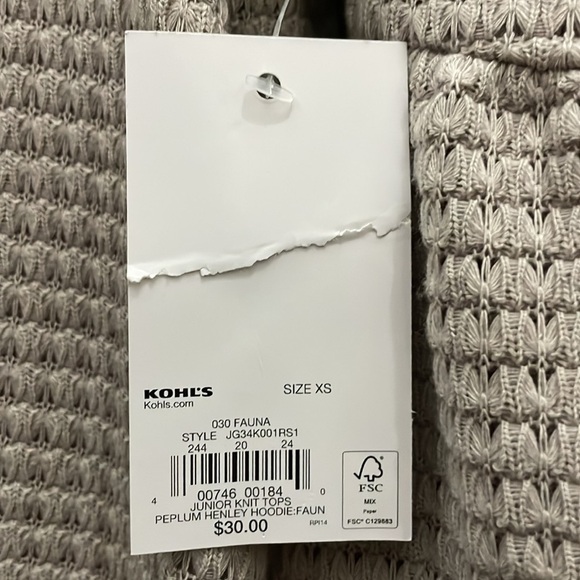 KOHL'S SIZE XS
Kohls.com
030 FAUNA
STYLE JG34K001RS1
244 20 24
4 00746 00184 0
JUNIOR KNIT TOPS
PEPLUM HENLEY HOODIE:FAUN
$30.00
RPI14
FSC
MIX
Paper
FSC® C129883